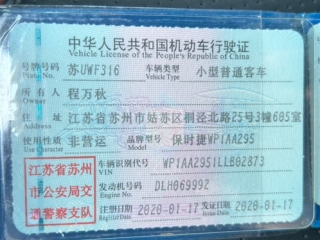 中华人民共和国机动车行驶证
Vehicle License of the People's Republic of China
号牌号码 苏UWF316 车辆类型 小型普通客车
Plate No. Vehicle Type
所有人 程万秋
Owner
住址 江苏省苏州市姑苏区桐泾北路25号3幢605室
Address
使用性质 非营运 品牌型号 保时捷WP1AA295
Use Character Model
江苏省苏州
市公安局交
通警察支队
车辆识别代号 WP1AA2951LLB02873
VIN
发动机号码 DLH069992
Engine No.
注册日期 2020-01-17 发证日期 2020-01-17
Register Date Issue Date